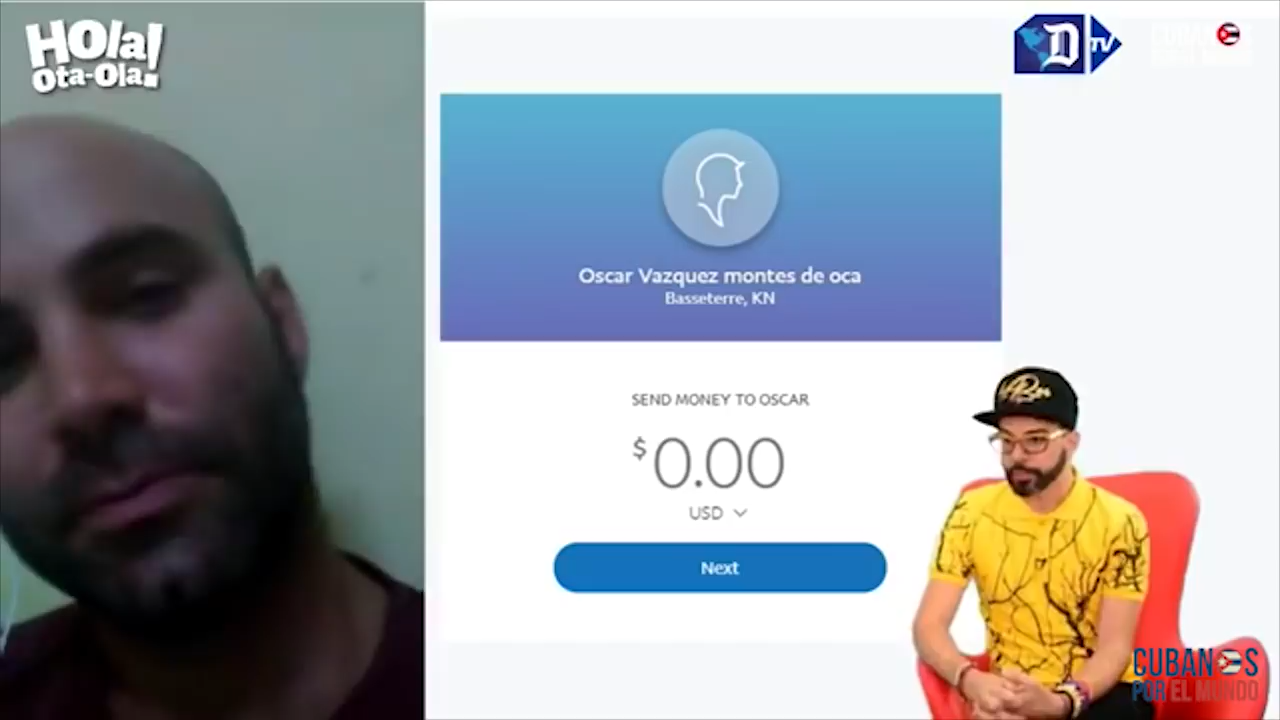 HOla!
Ota-Ola!
D TV
Oscar Vazquez montes de oca
Basseterre, KN
SEND MONEY TO OSCAR
$0.00
USD
Next
CUBANOS
POR EL MUNDO